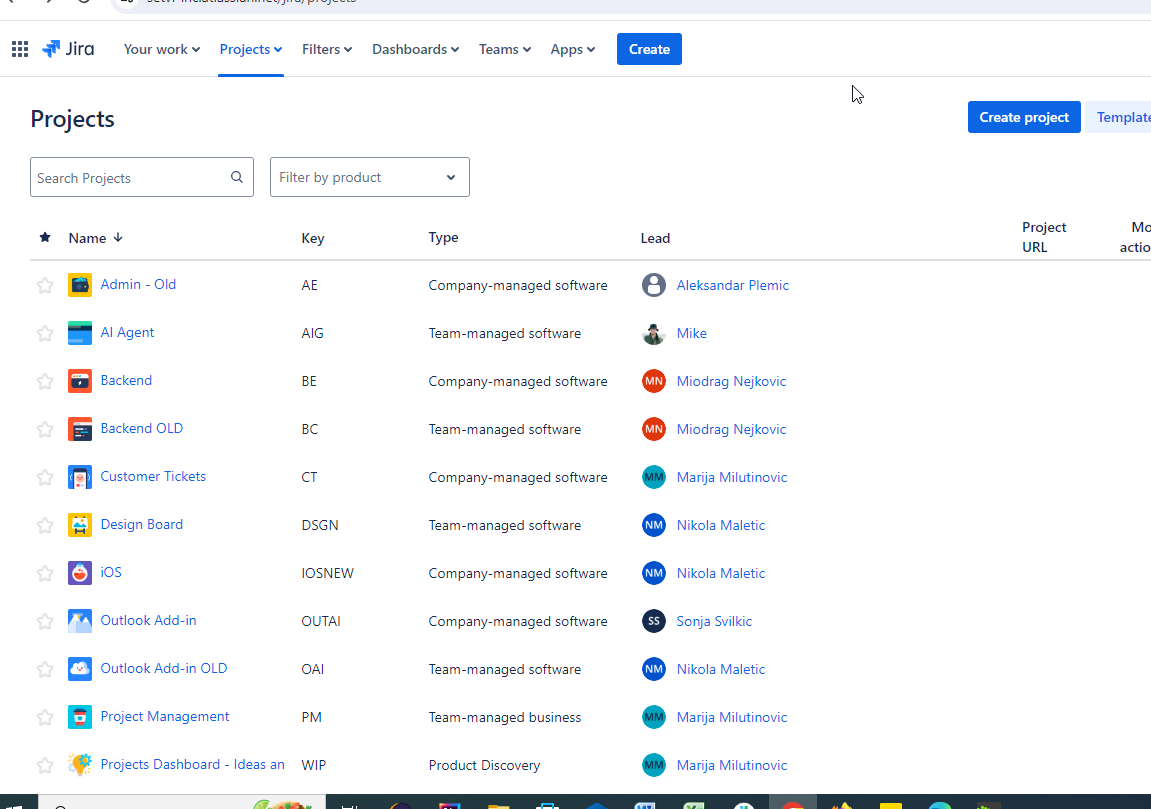 Jira Your work Projects Filters Dashboards Teams Apps Create
Projects Create project Template
Search Projects Filter by product
Name Key Type Lead Project URL Mo actio
Admin - Old AE Company-managed software Aleksandar Plemic
AI Agent AIG Team-managed software Mike
Backend BE Company-managed software MN Miodrag Nejkovic
Backend OLD BC Team-managed software MN Miodrag Nejkovic
Customer Tickets CT Company-managed software MM Marija Milutinovic
Design Board DSGN Team-managed software NM Nikola Maletic
iOS IOSNEW Company-managed software NM Nikola Maletic
Outlook Add-in OUTAI Company-managed software SS Sonja Svilkic
Outlook Add-in OLD OAI Team-managed software NM Nikola Maletic
Project Management PM Team-managed business MM Marija Milutinovic
Projects Dashboard - Ideas an WIP Product Discovery MM Marija Milutinovic